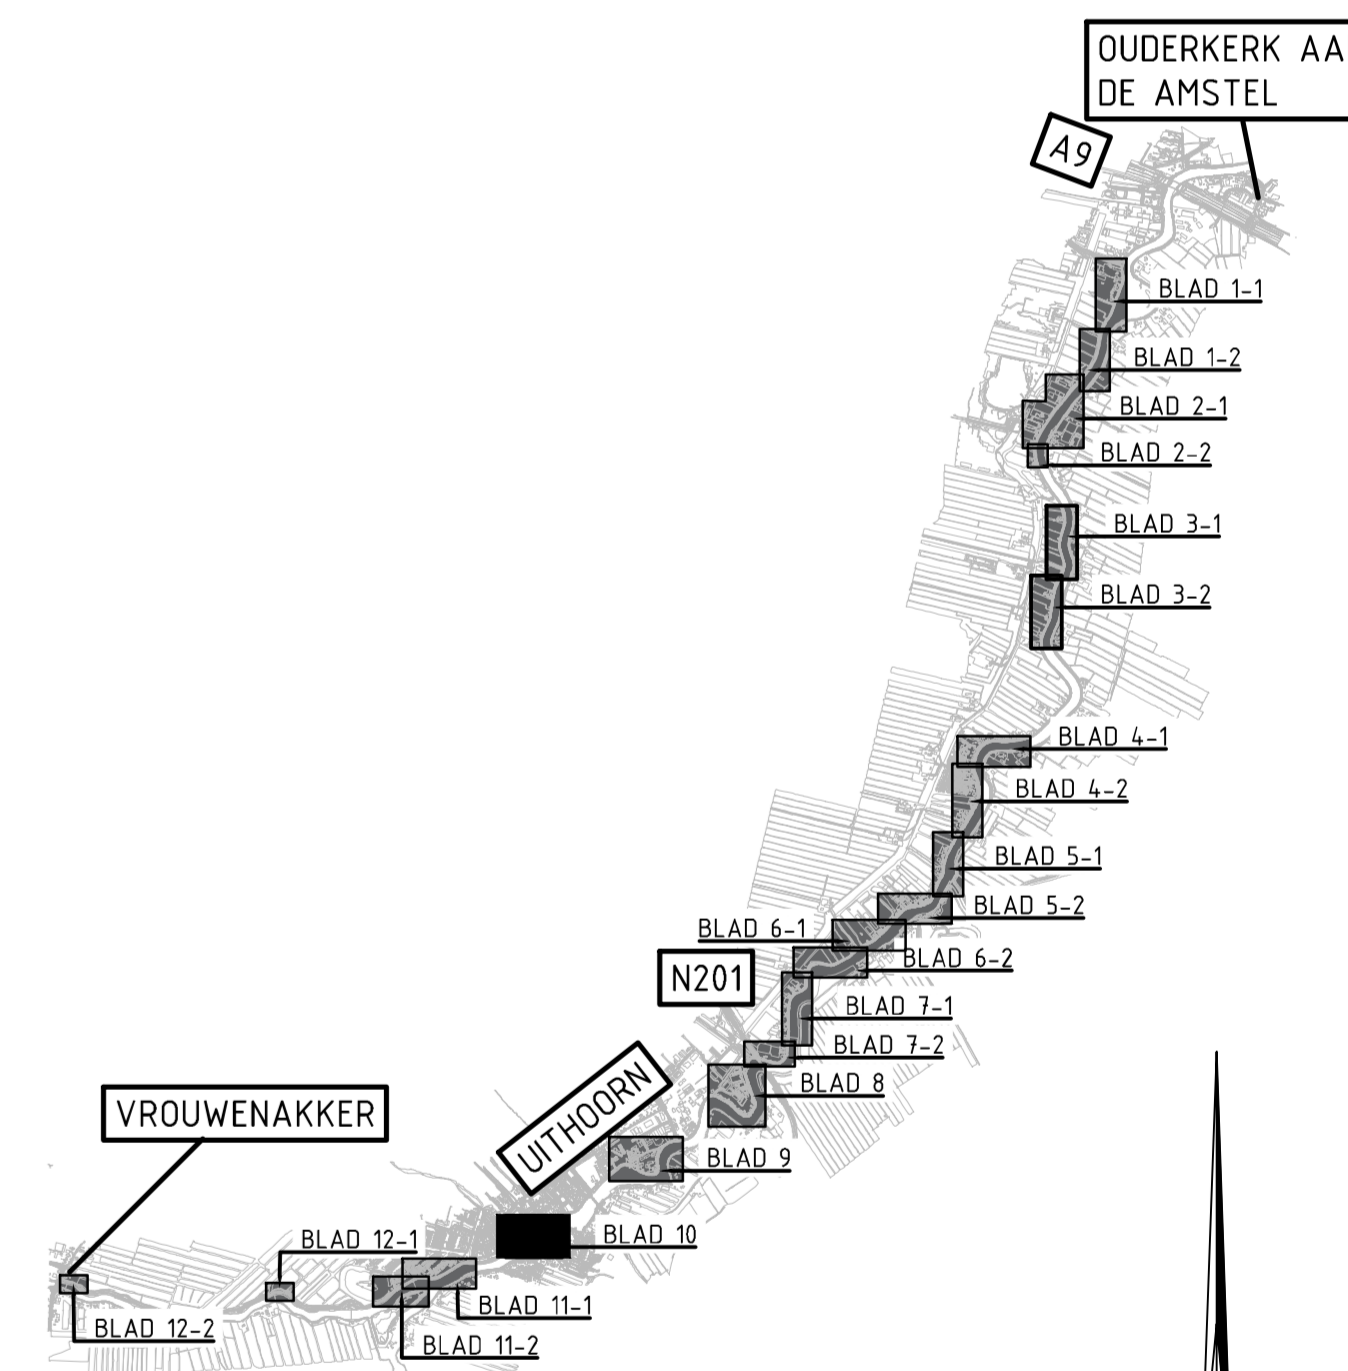 OUDERKERK AA
DE AMSTEL
A9
BLAD 1-1
BLAD 1-2
BLAD 2-1
BLAD 2-2
BLAD 3-1
BLAD 3-2
BLAD 4-1
BLAD 4-2
BLAD 5-1
BLAD 5-2
BLAD 6-1
BLAD 6-2
N201
BLAD 7-1
BLAD 7-2
BLAD 8
UITHOORN
VROUWENAKKER
BLAD 9
BLAD 10
BLAD 12-1
BLAD 11-1
BLAD 12-2
BLAD 11-2